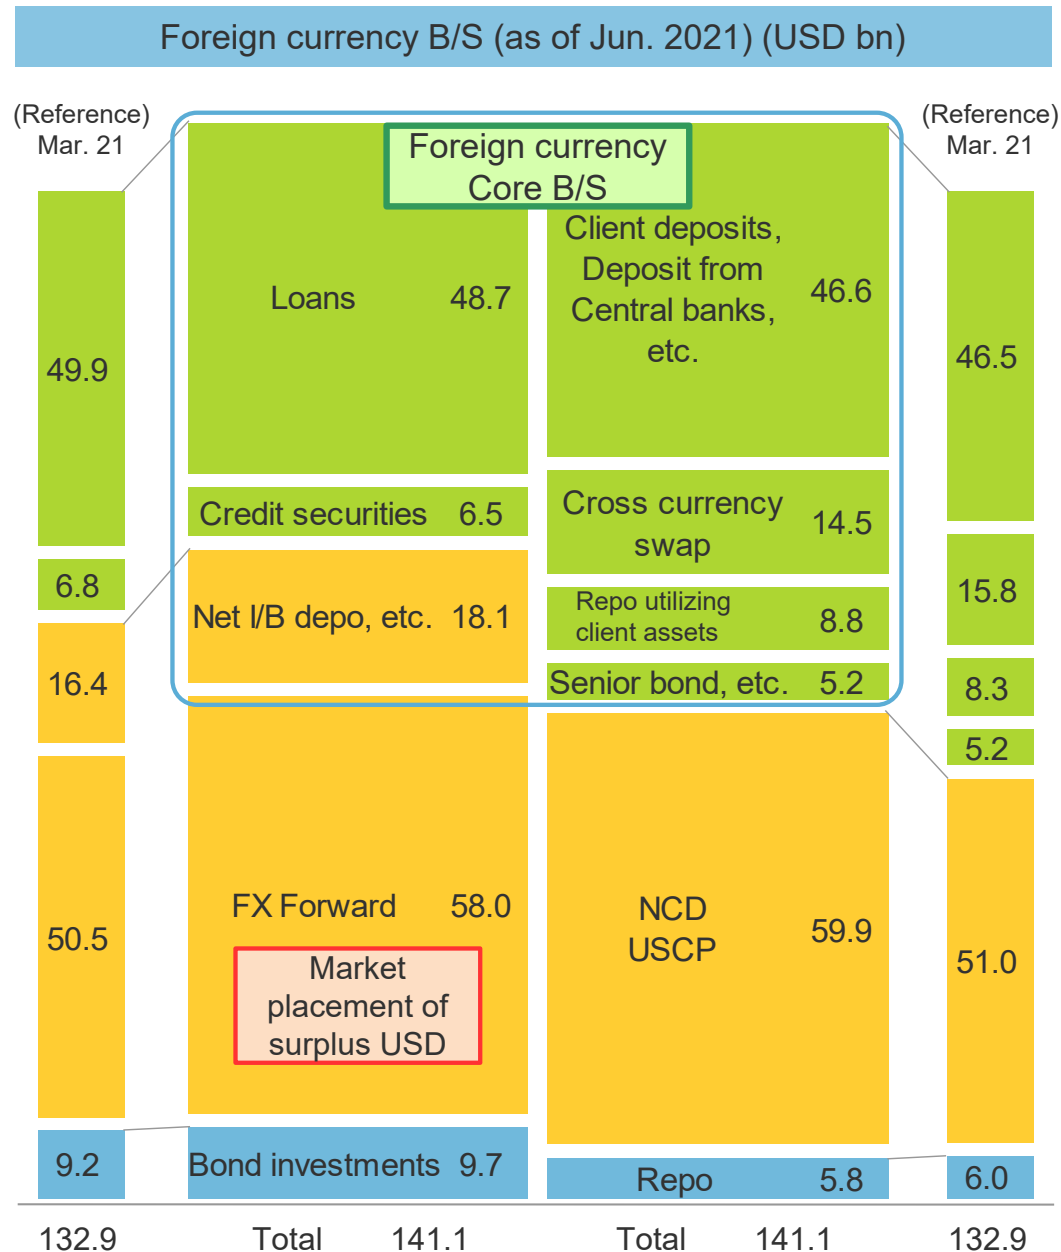 Foreign currency B/S (as of Jun. 2021) (USD bn)
(Reference)
Mar. 21
(Reference)
Mar. 21
Foreign currency
Core B/S
49.9
6.8
16.4
50.5
9.2
132.9
Loans 48.7
Credit securities 6.5
Net I/B depo, etc. 18.1
FX Forward 58.0
Market
placement of
surplus USD
Bond investments 9.7
Total 141.1
Client deposits,
Deposit from
Central banks,
etc.
46.6
Cross currency
swap
14.5
Repo utilizing
client assets
8.8
Senior bond, etc. 5.2
NCD
USCP
59.9
Repo 5.8
Total 141.1
46.5
15.8
8.3
5.2
51.0
6.0
132.9